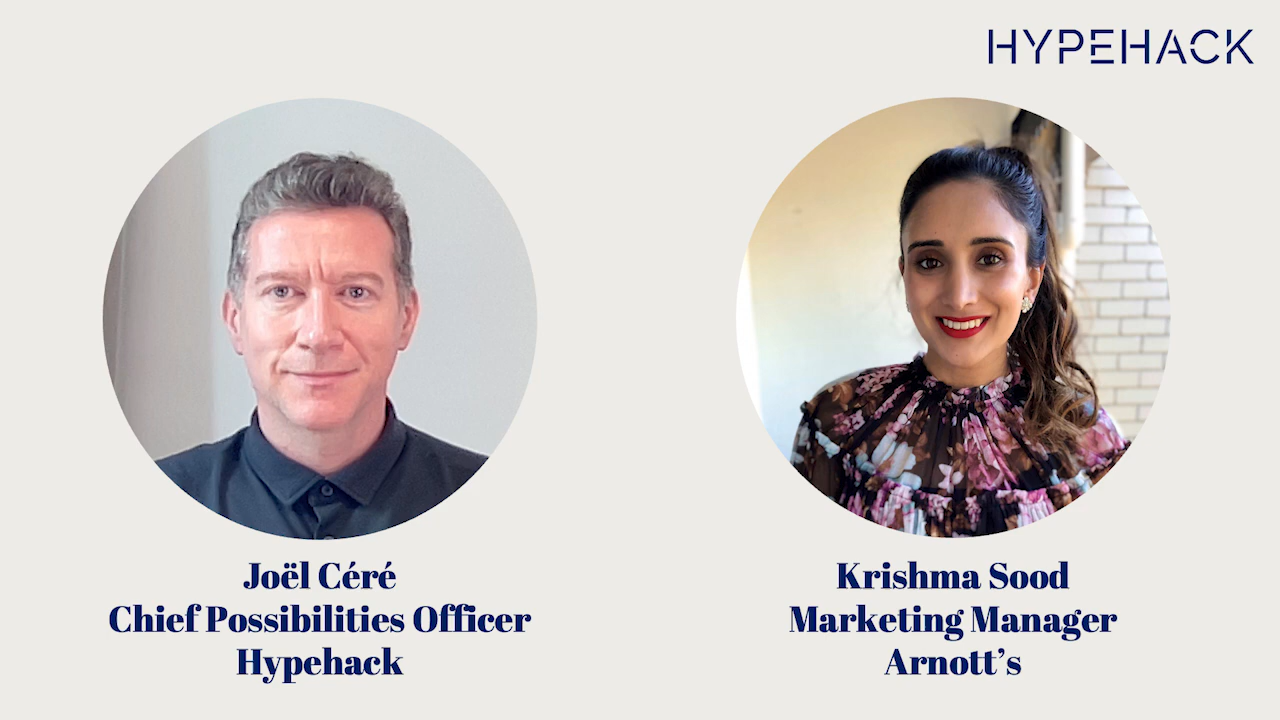 HYPEHACK
Joël Céré
Chief Possibilities Officer
Hypehack
Krishma Sood
Marketing Manager
Arnott’s